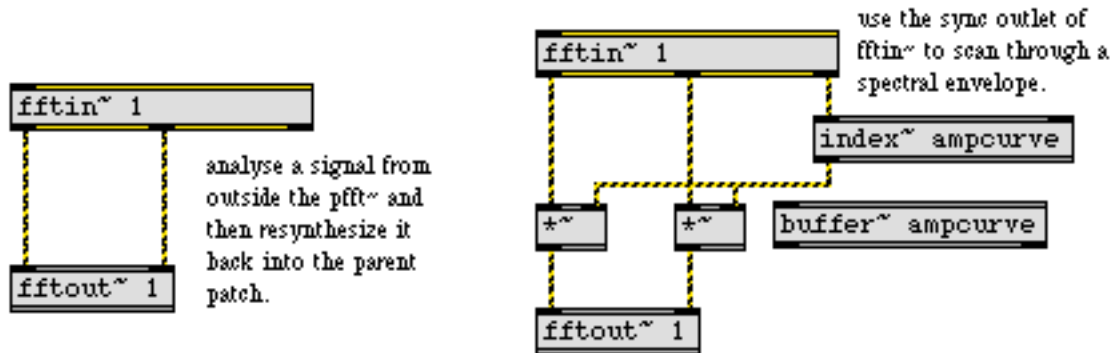 fftin~ 1
analyse a signal from
outside the pfft~ and
then resynthesize it
back into the parent
patch.
fftout~ 1
use the sync outlet of
fftin~ to scan through a
spectral envelope.
fftin~ 1
index~ ampcurve
*~
*~
buffer~ ampcurve
fftout~ 1